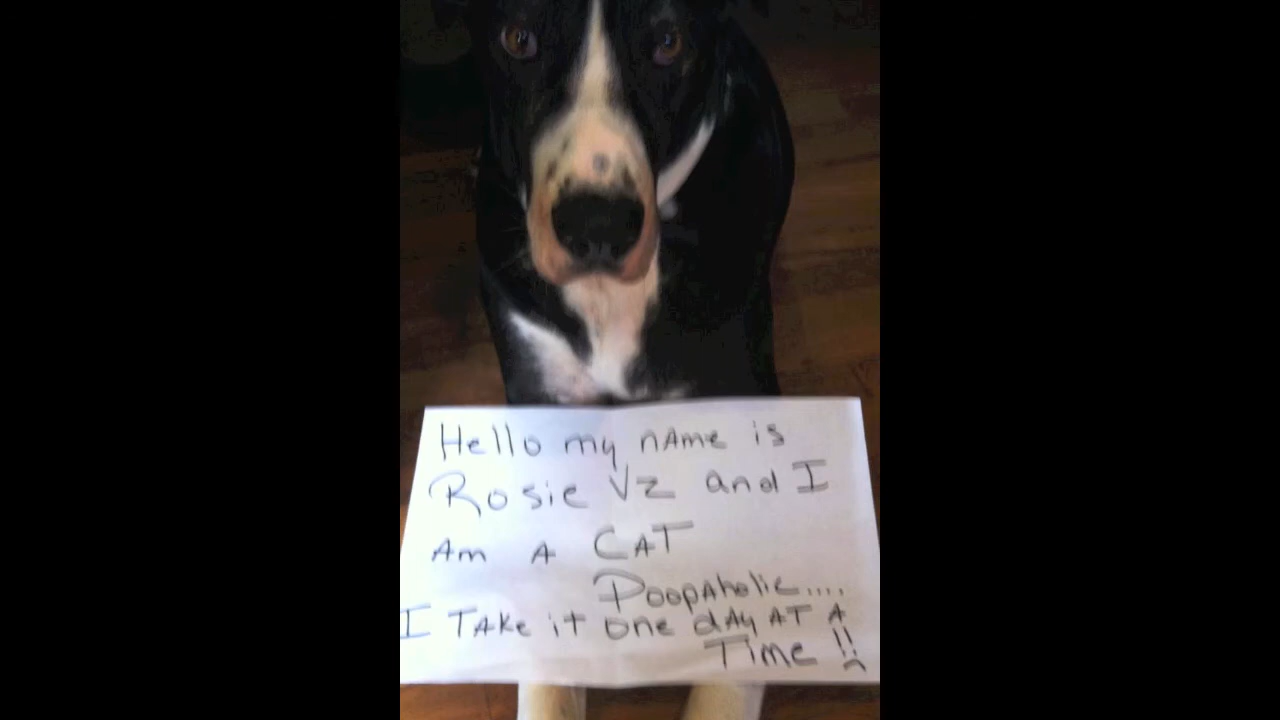 Hello my nAme is
Rosie VZ and I
Am A CAT
PoopAholic....
I TAKe it one dAy AT A
Time !!